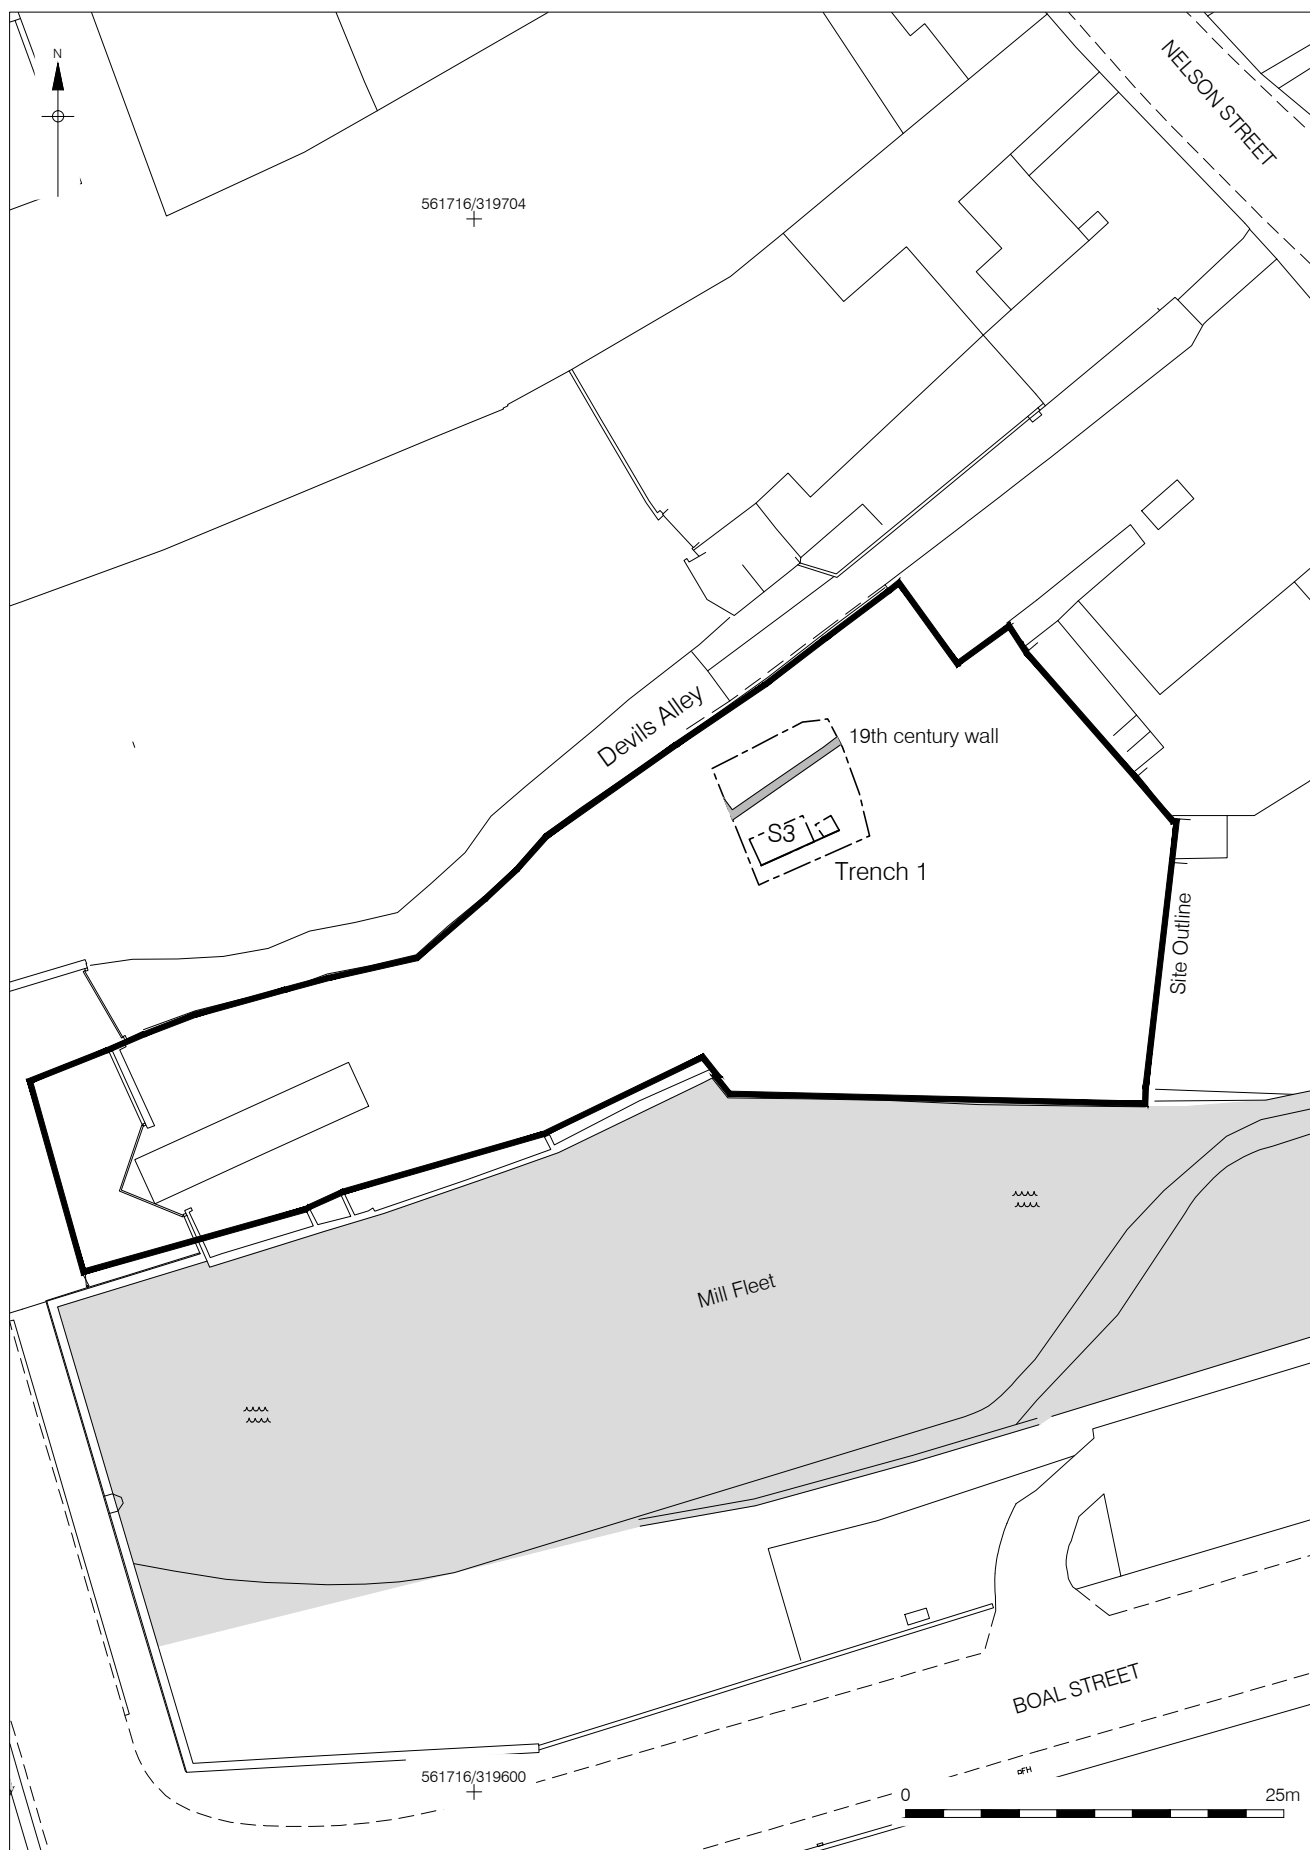 N
NELSON STREET
561716/319704
Devils Alley
19th century wall
S3
Trench 1
Site Outline
Mill Fleet
BOAL STREET
561716/319600
0 25m